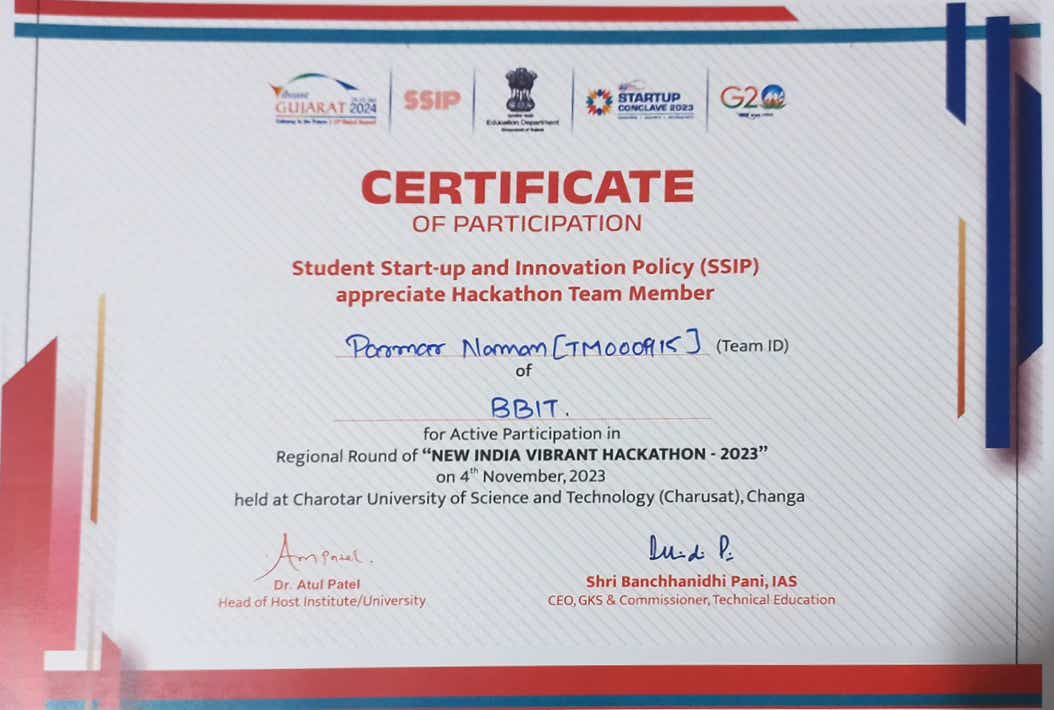 Vibrant
GUJARAT 2024
SSIP
Education Department
STARTUP
CONCLAVE 2023
G20
CERTIFICATE
OF PARTICIPATION
Student Start-up and Innovation Policy (SSIP)
appreciate Hackathon Team Member
Parmar Naman [TM000915] (Team ID)
of
BBIT.
for Active Participation in
Regional Round of “NEW INDIA VIBRANT HACKATHON - 2023”
on 4th November, 2023
held at Charotar University of Science and Technology (Charusat), Changa
Dr. Atul Patel
Head of Host Institute/University
Shri Banchhanidhi Pani, IAS
CEO, GKS & Commissioner, Technical Education